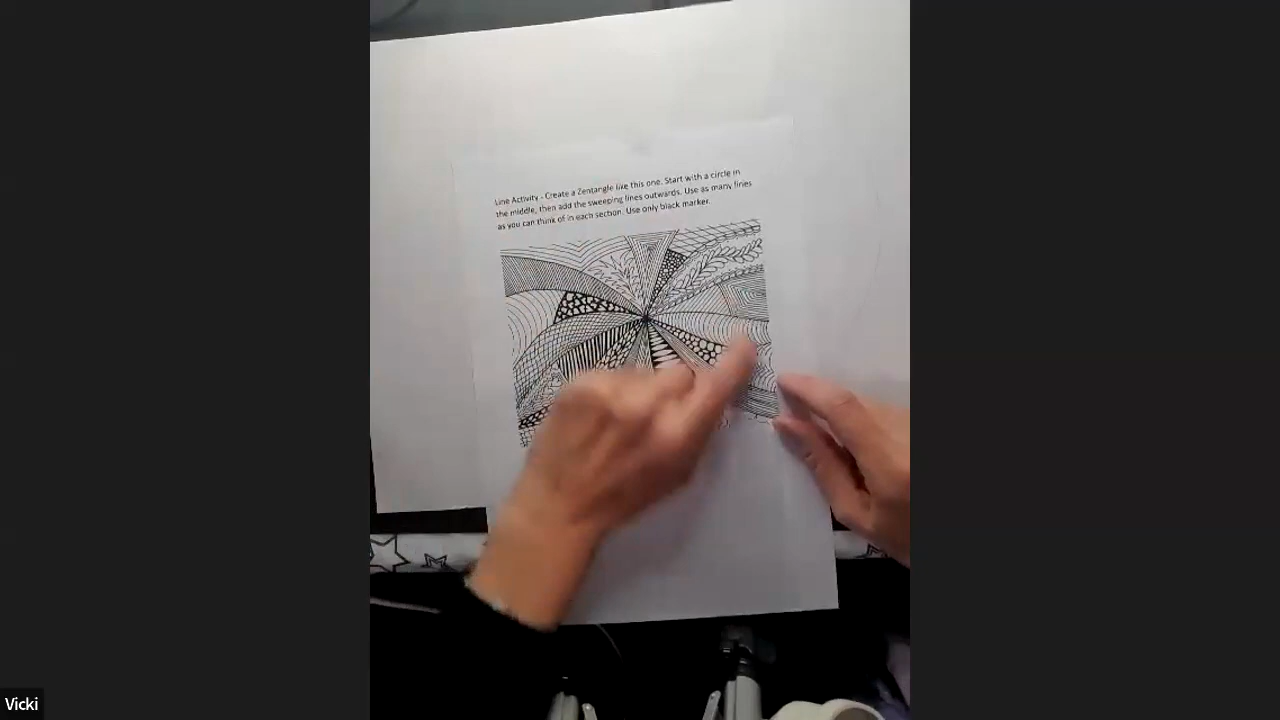 Line Activity - Create a Zentangle like this one. Start with a circle in
the middle, then add the sweeping lines outwards. Use as many lines
as you can think of in each section. Use only black marker.
Vicki